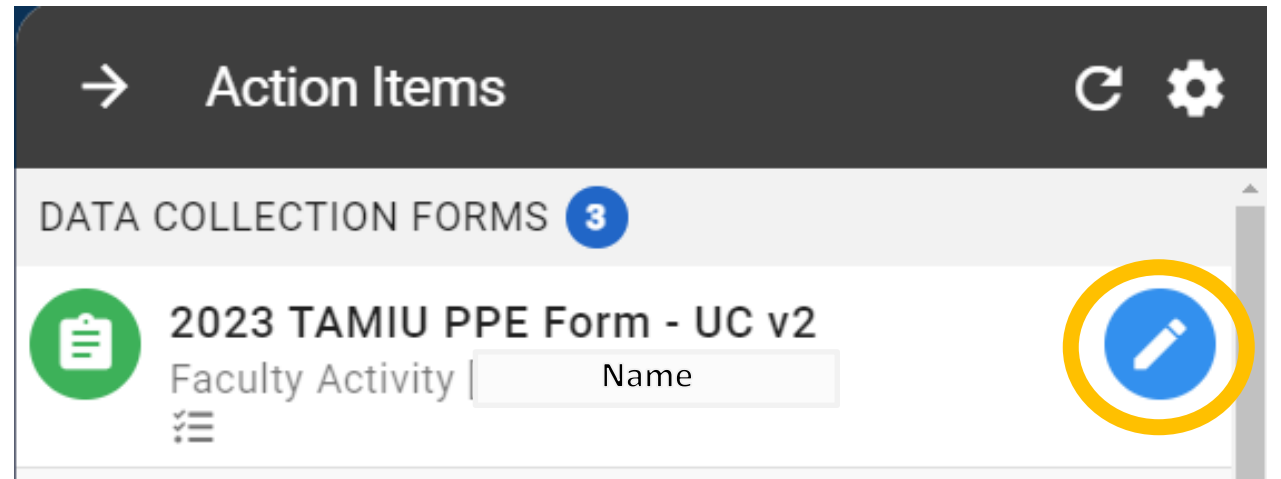 Action Items
DATA COLLECTION FORMS 3
2023 TAMIU PPE Form - UC v2
Faculty Activity | Name